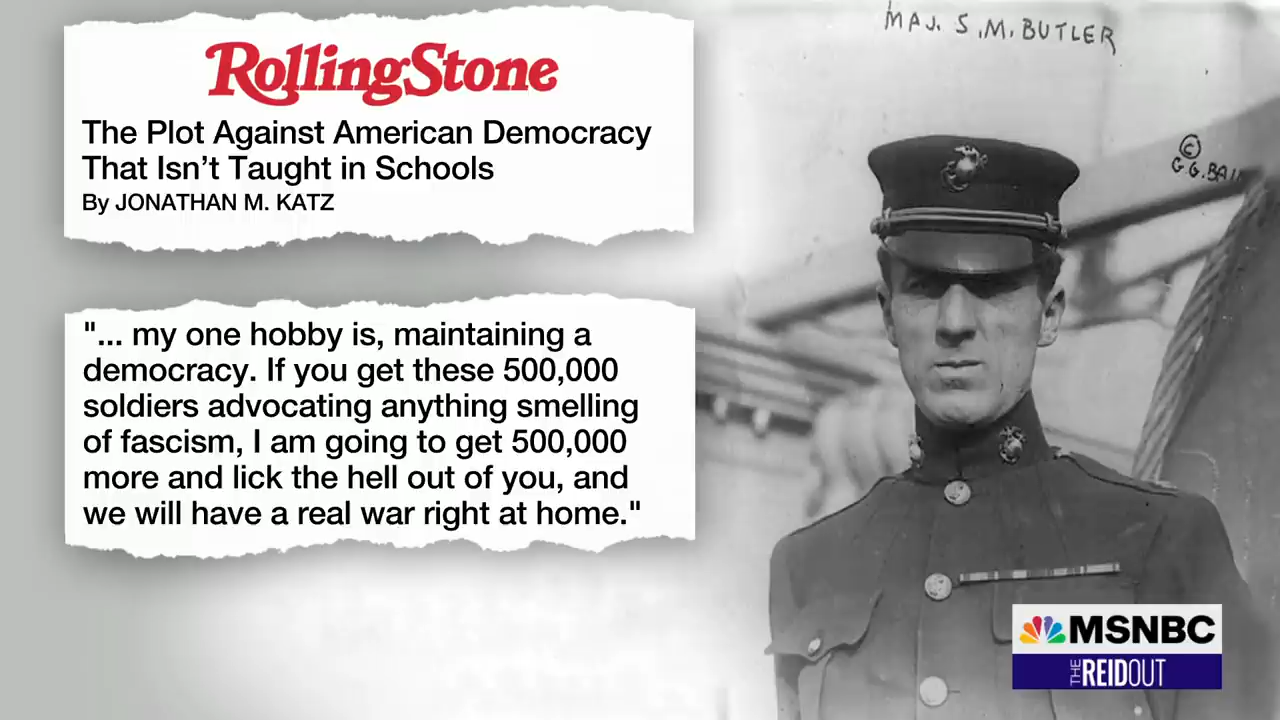 RollingStone
The Plot Against American Democracy
That Isn't Taught in Schools
By JONATHAN M. KATZ
"... my one hobby is, maintaining a
democracy. If you get these 500,000
soldiers advocating anything smelling
of fascism, I am going to get 500,000
more and lick the hell out of you, and
we will have a real war right at home."
MAJ. S.M. BUTLER
©
G.G. BAI
MSNBC
THE REIDOUT